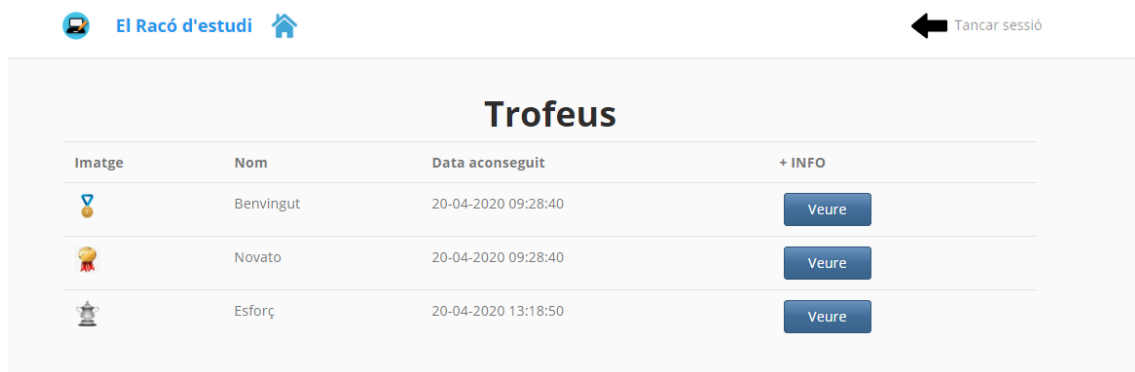 El Racó d'estudi Tancar sessió
Trofeus
Imatge Nom Data aconseguit + INFO
Benvingut 20-04-2020 09:28:40 Veure
Novato 20-04-2020 09:28:40 Veure
Esforç 20-04-2020 13:18:50 Veure